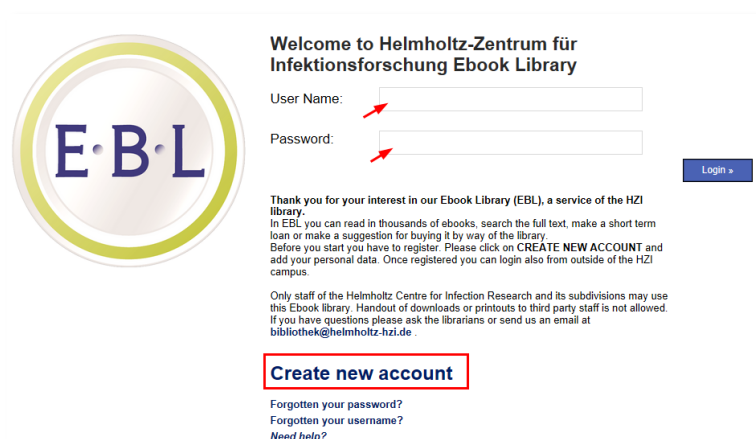 E·B·L
Welcome to Helmholtz-Zentrum für
Infektionsforschung Ebook Library
User Name:
Password:
Login »
Thank you for your interest in our Ebook Library (EBL), a service of the HZI
library.
In EBL you can read in thousands of ebooks, search the full text, make a short term
loan or make a suggestion for buying it by way of the library.
Before you start you have to register. Please click on CREATE NEW ACCOUNT and
add your personal data. Once registered you can login also from outside of the HZI
campus.
Only staff of the Helmholtz Centre for Infection Research and its subdivisions may use
this Ebook library. Handout of downloads or printouts to third party staff is not allowed.
If you have questions please ask the librarians or send us an email at
bibliothek@helmholtz-hzi.de .
Create new account
Forgotten your password?
Forgotten your username?
Need help?